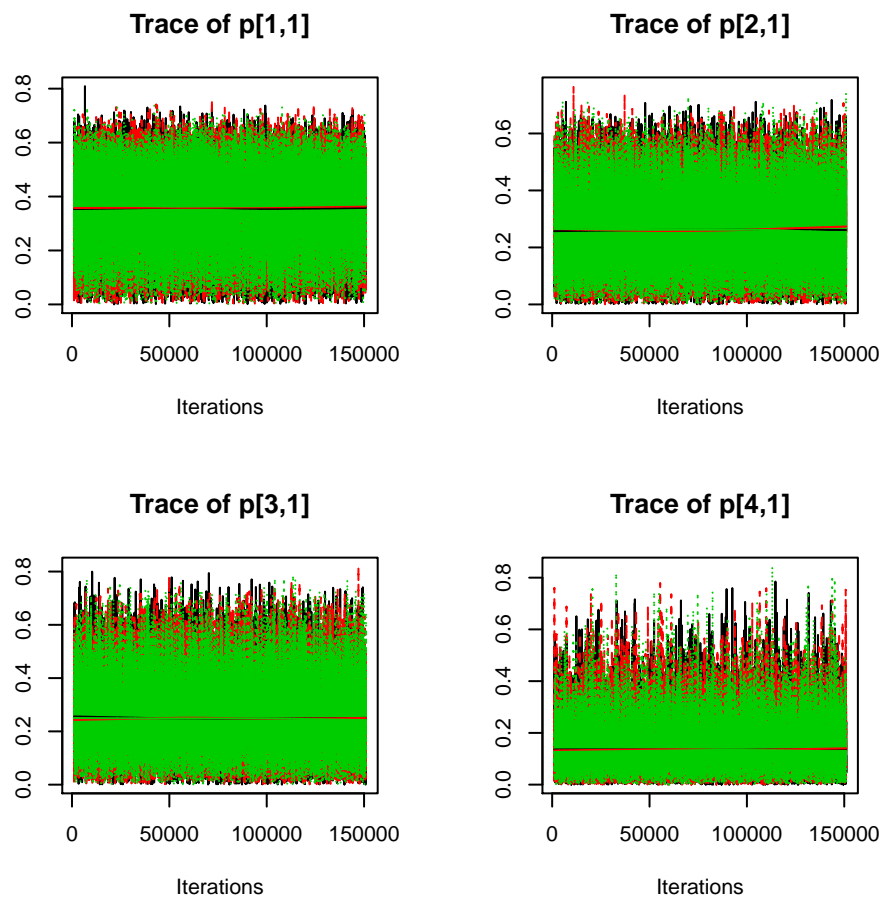 Trace of p[1,1]
0.0 0.2 0.4 0.6 0.8
0 50000 100000 150000
Iterations
Trace of p[2,1]
0.0 0.2 0.4 0.6
0 50000 100000 150000
Iterations
Trace of p[3,1]
0.0 0.2 0.4 0.6 0.8
0 50000 100000 150000
Iterations
Trace of p[4,1]
0.0 0.2 0.4 0.6 0.8
0 50000 100000 150000
Iterations